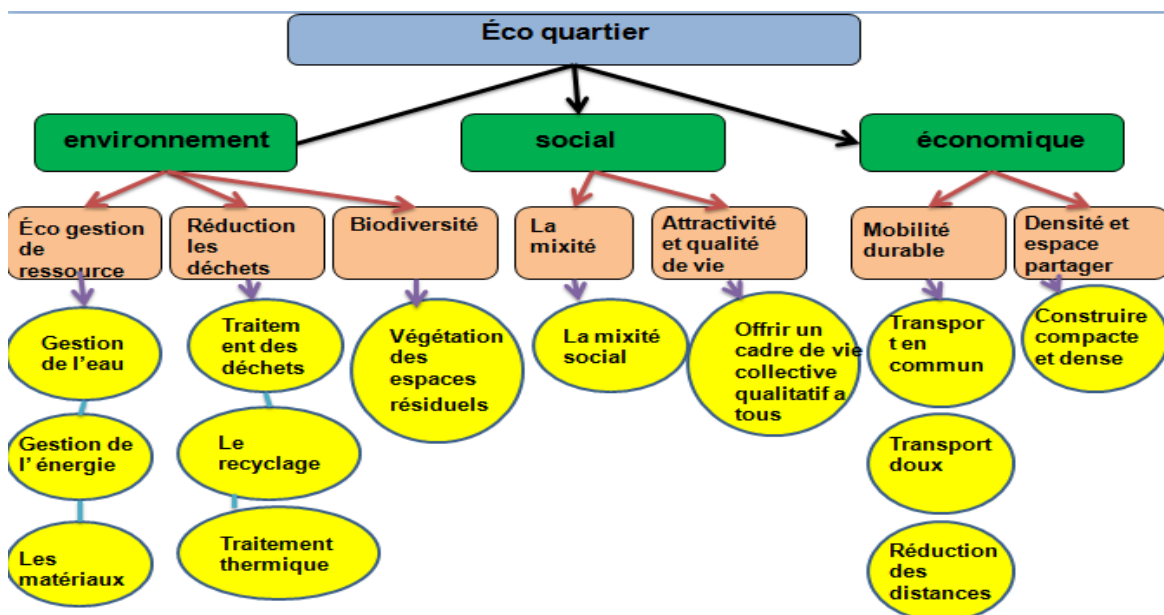 Éco quartier
environnement
social
économique
Éco gestion
de
ressource
Réduction
les
déchets
Biodiversité
La
mixité
Attractivité
et qualité
de vie
Mobilité
durable
Densité et
espace
partager
Gestion
de l'eau
Traitem
ent des
déchets
Végétation
des
espaces
résiduels
La mixité
social
Offrir un
cadre de vie
collective
qualitatif a
tous
Transpor
t en
commun
Construire
compacte
et dense
Gestion de
l' énergie
Le
recyclage
Transport
doux
Les
matériaux
Traitement
thermique
Réduction
des
distances